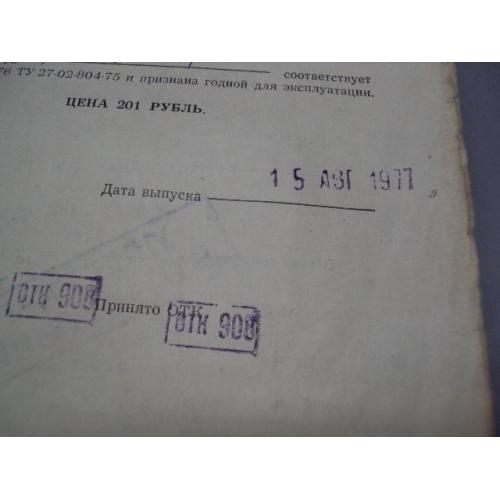 соответствует
76 ТУ 27-02-804-75 и признана годной для эксплуатации.
ЦЕНА 201 РУБЛЬ.
Дата выпуска 15 АВГ 1977
ОТК 908 Принято ОТК ОТК 908